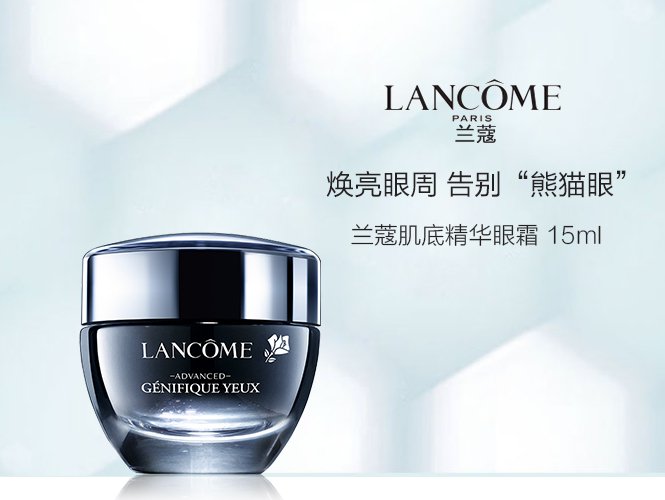 LANCÔME
PARIS
兰蔻
焕亮眼周 告别“熊猫眼”
兰蔻肌底精华眼霜 15ml
LANCÔME
–ADVANCED–
GÉNIFIQUE YEUX